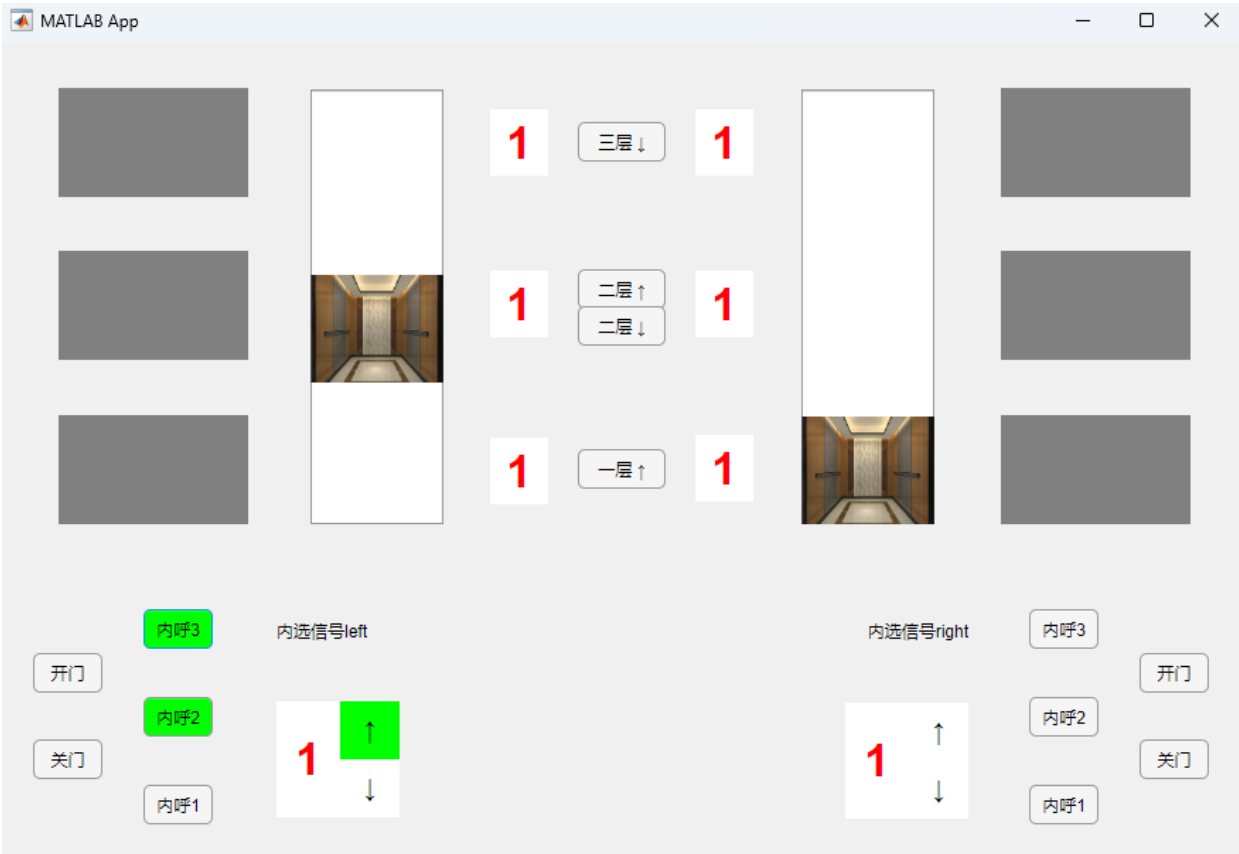 MATLAB App
1 三层↓ 1
1 二层↑ 1
二层↓
1 一层↑ 1
内呼3
内选信号left
内选信号right
内呼3
开门
开门
内呼2
↑
内呼2
↑
1
1
关门
关门
内呼1
↓
↓
内呼1